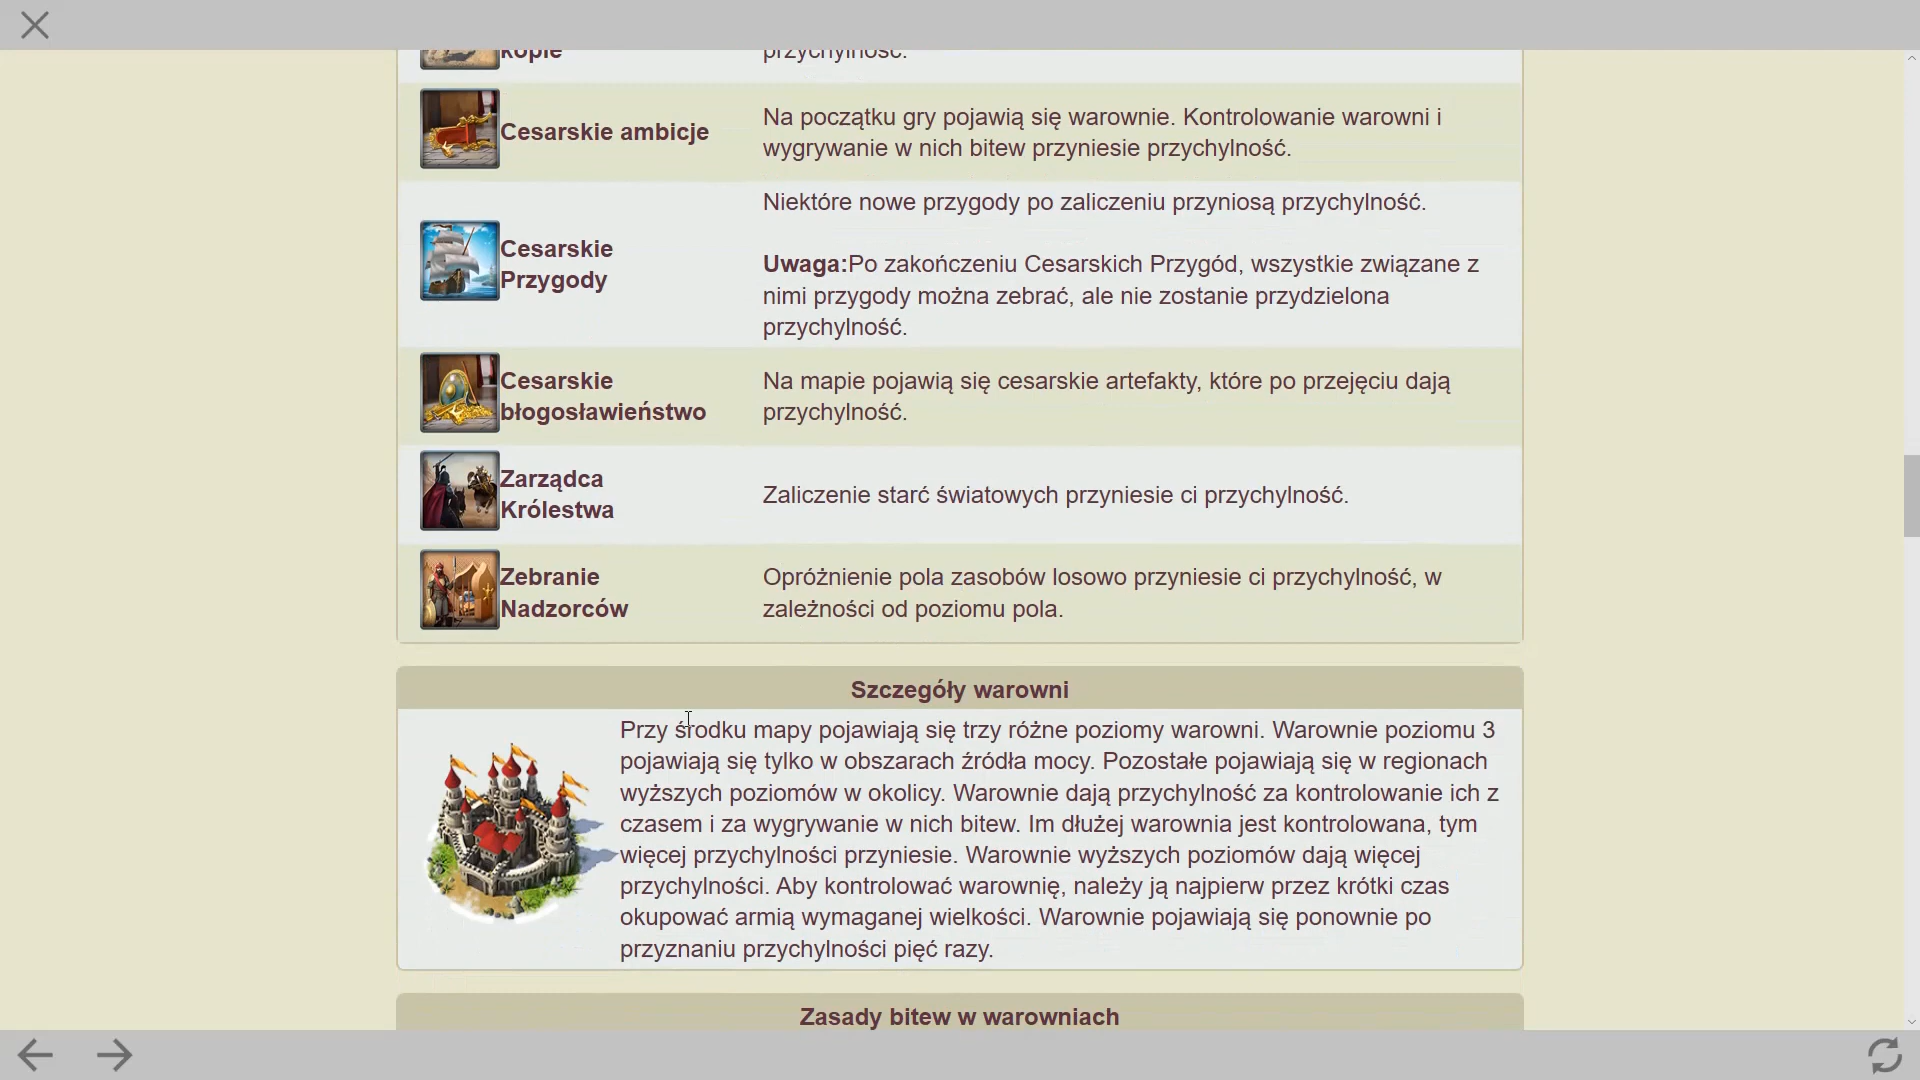 kopie
przychylność.
Cesarskie ambicje
Na początku gry pojawią się warownie. Kontrolowanie warowni i
wygrywanie w nich bitew przyniesie przychylność.
Cesarskie
Przygody
Niektóre nowe przygody po zaliczeniu przyniosą przychylność.
Uwaga:Po zakończeniu Cesarskich Przygód, wszystkie związane z
nimi przygody można zebrać, ale nie zostanie przydzielona
przychylność.
Cesarskie
błogosławieństwo
Na mapie pojawią się cesarskie artefakty, które po przejęciu dają
przychylność.
Zarządca
Królestwa
Zaliczenie starć światowych przyniesie ci przychylność.
Zebranie
Nadzorców
Opróżnienie pola zasobów losowo przyniesie ci przychylność, w
zależności od poziomu pola.
Szczegóły warowni
Przy środku mapy pojawiają się trzy różne poziomy warowni. Warownie poziomu 3
pojawiają się tylko w obszarach źródła mocy. Pozostałe pojawiają się w regionach
wyższych poziomów w okolicy. Warownie dają przychylność za kontrolowanie ich z
czasem i za wygrywanie w nich bitew. Im dłużej warownia jest kontrolowana, tym
więcej przychylności przyniesie. Warownie wyższych poziomów dają więcej
przychylności. Aby kontrolować warownię, należy ją najpierw przez krótki czas
okupować armią wymaganej wielkości. Warownie pojawiają się ponownie po
przyznaniu przychylności pięć razy.
Zasady bitew w warowniach